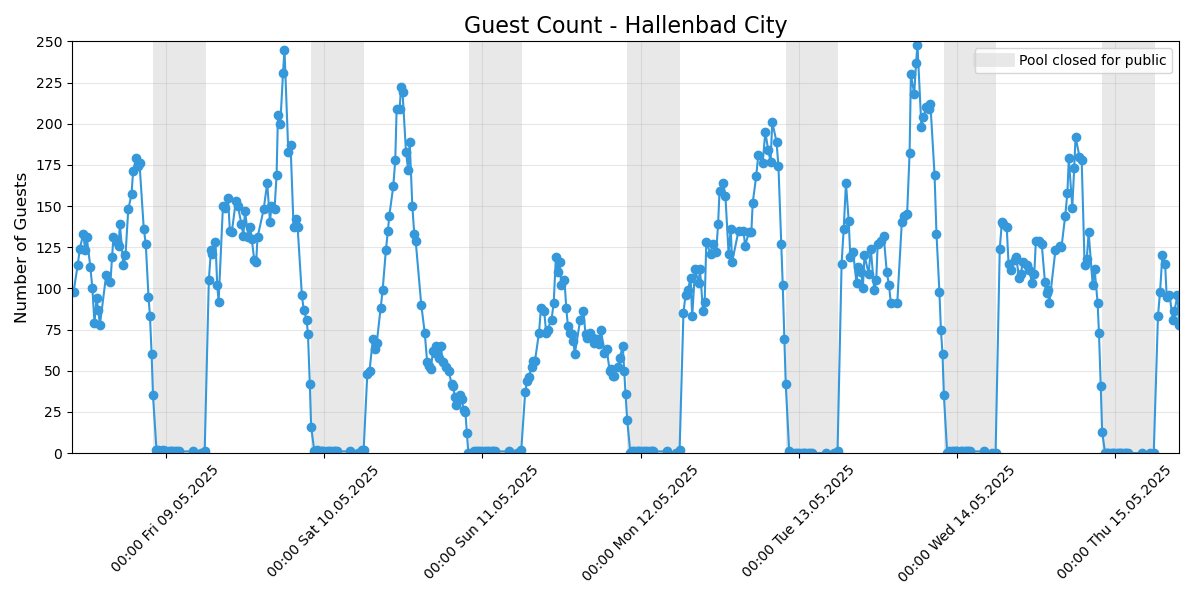 Guest Count - Hallenbad City
Pool closed for public
Number of Guests
250
225
200
175
150
125
100
75
50
25
0
00:00 Fri 09.05.2025
00:00 Sat 10.05.2025
00:00 Sun 11.05.2025
00:00 Mon 12.05.2025
00:00 Tue 13.05.2025
00:00 Wed 14.05.2025
00:00 Thu 15.05.2025